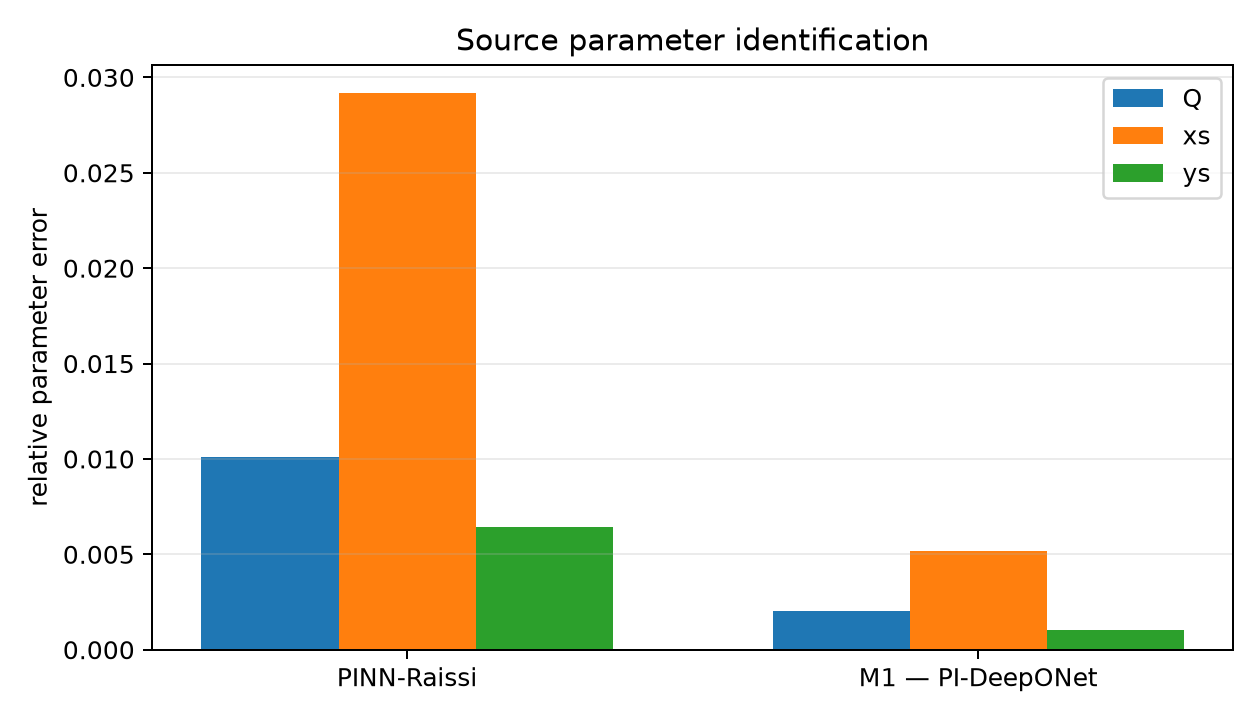 Source parameter identification
relative parameter error
0.030
0.025
0.020
0.015
0.010
0.005
0.000
Q
xs
ys
PINN-Raissi
M1 — PI-DeepONet